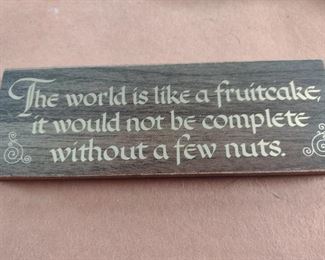 The world is like a fruitcake,
it would not be complete
without a few nuts.